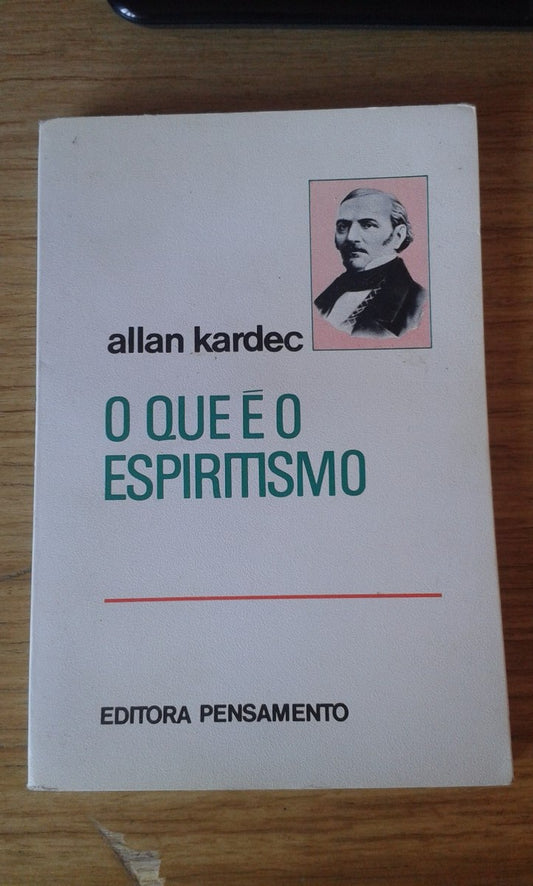 allan kardec
O QUE É O
ESPIRITISMO
EDITORA PENSAMENTO